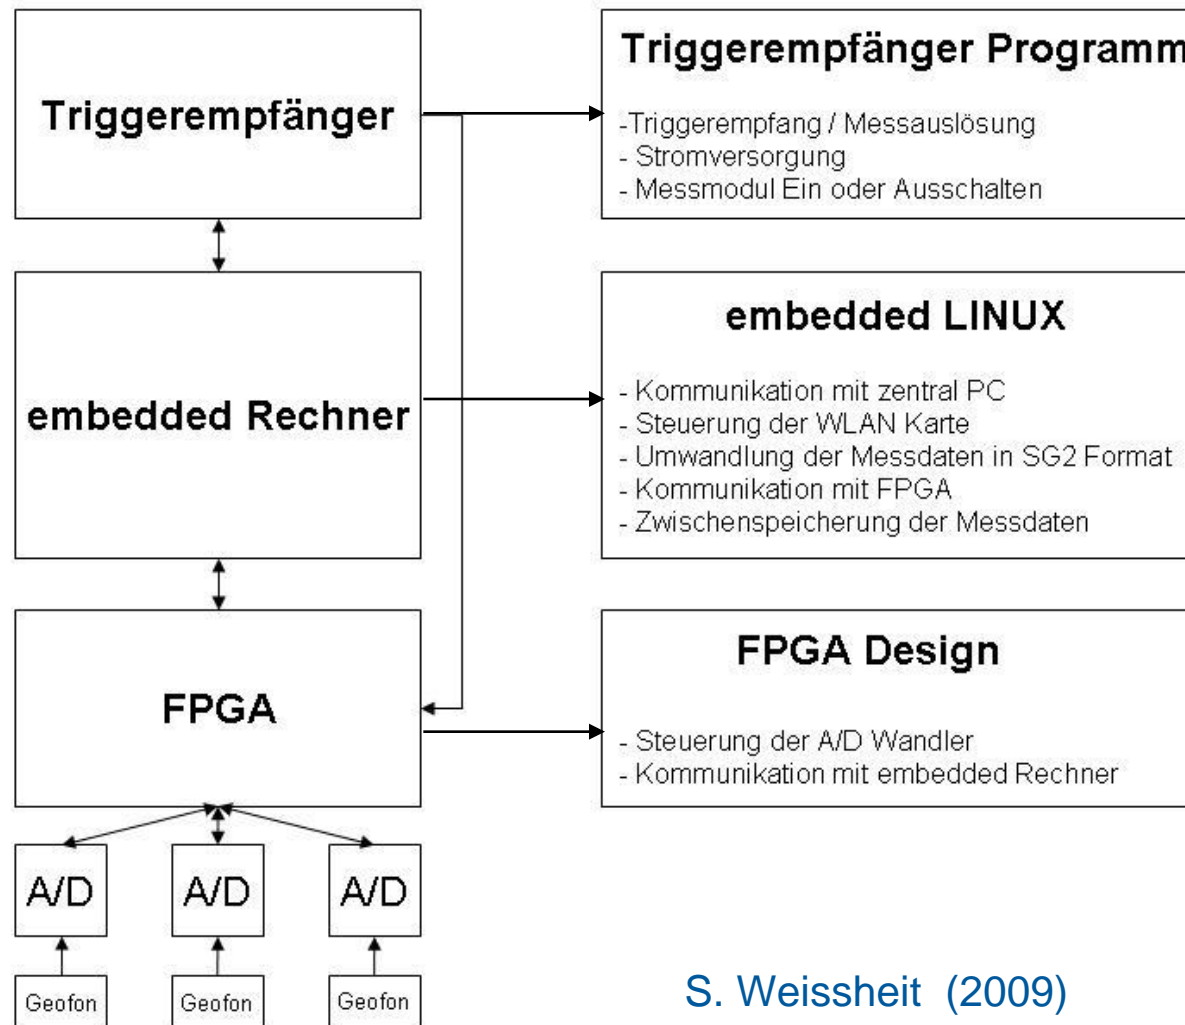 Triggerempfänger
Triggerempfänger Programm
-Triggerempfang / Messauslösung
- Stromversorgung
- Messmodul Ein oder Ausschalten
embedded Rechner
embedded LINUX
- Kommunikation mit zentral PC
- Steuerung der WLAN Karte
- Umwandlung der Messdaten in SG2 Format
- Kommunikation mit FPGA
- Zwischenspeicherung der Messdaten
FPGA
FPGA Design
- Steuerung der A/D Wandler
- Kommunikation mit embedded Rechner
A/D A/D A/D
Geofon Geofon Geofon
S. Weissheit (2009)